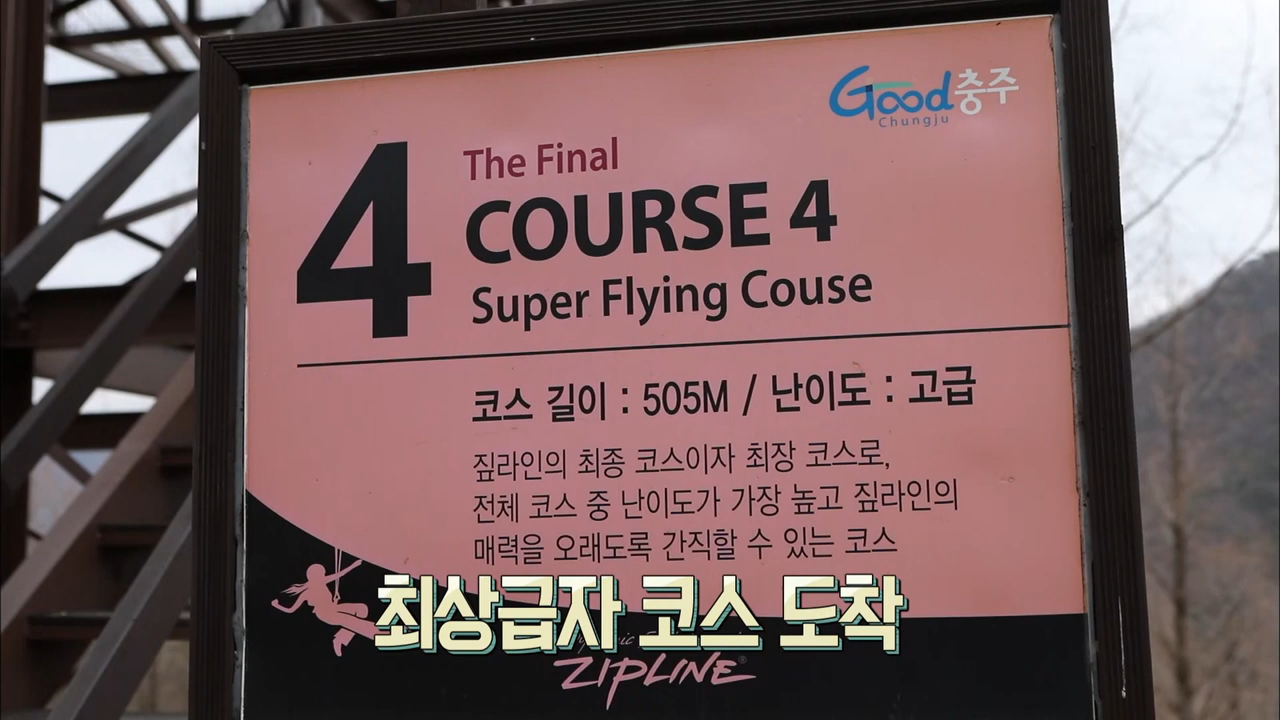 Good충주
Chungju
4
The Final
COURSE 4
Super Flying Couse
코스 길이 : 505M / 난이도 : 고급
짚라인의 최종 코스이자 최장 코스로,
전체 코스 중 난이도가 가장 높고 짚라인의
매력을 오래도록 간직할 수 있는 코스
최상급자 코스 도착
ZIPLINE®